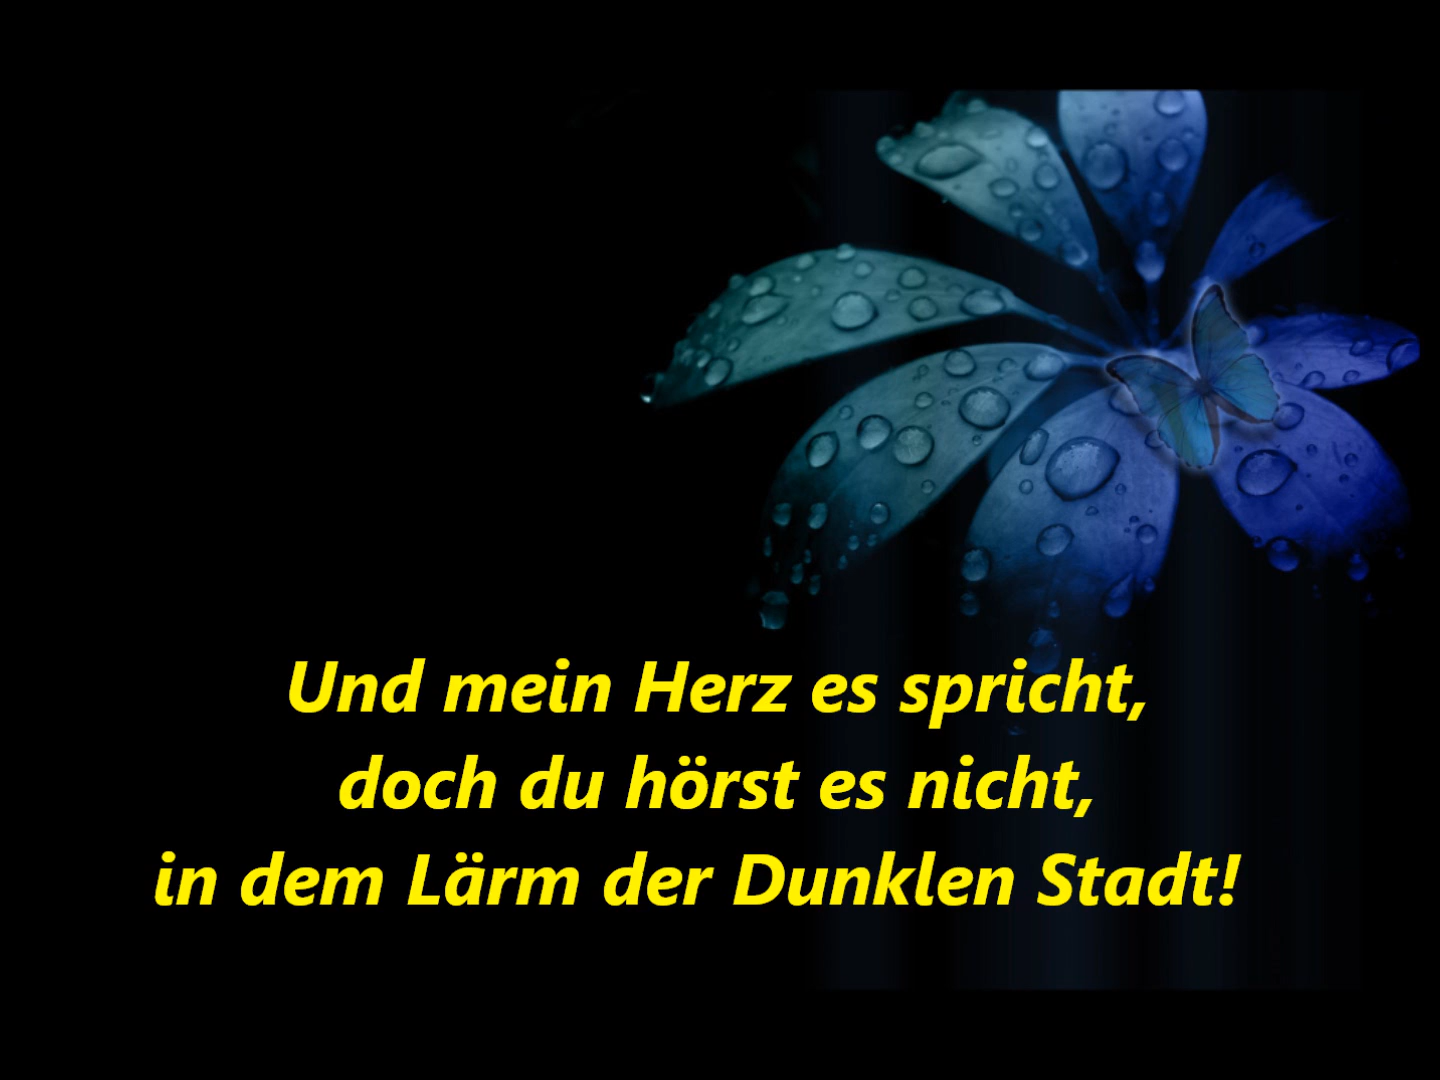 Und mein Herz es spricht,
doch du hörst es nicht,
in dem Lärm der Dunklen Stadt!